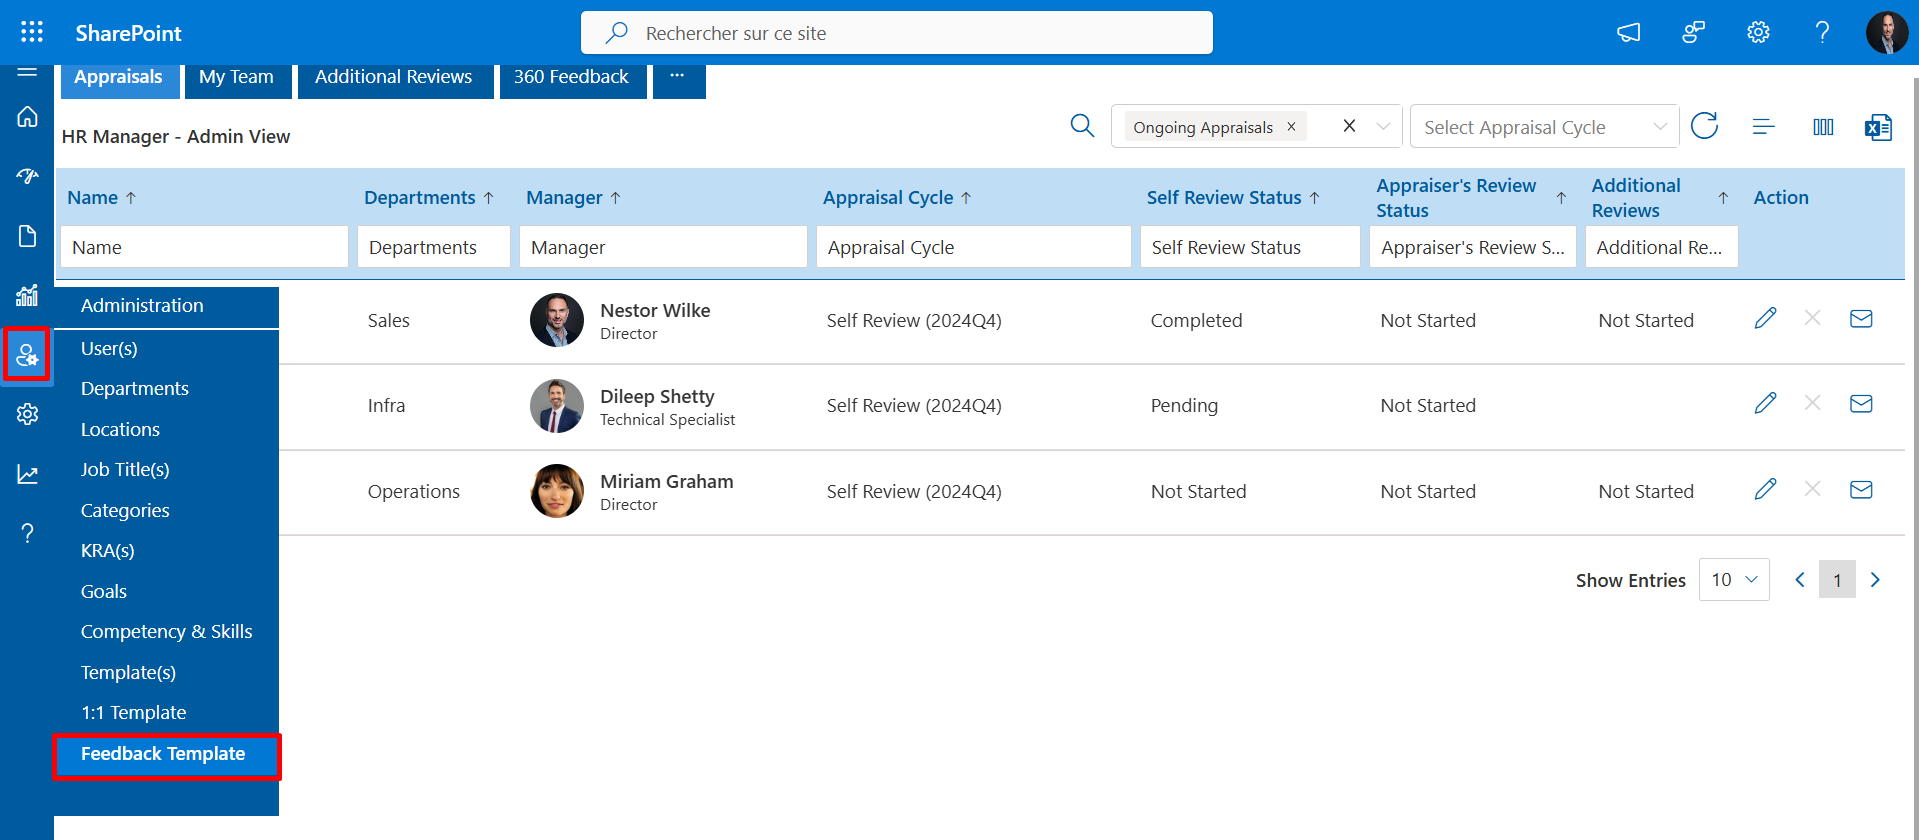 SharePoint
Rechercher sur ce site
Appraisals
My Team
Additional Reviews
360 Feedback
...
HR Manager - Admin View
Ongoing Appraisals
Select Appraisal Cycle
Name
Departments
Manager
Appraisal Cycle
Self Review Status
Appraiser's Review
Status
Additional
Reviews
Action
Name
Departments
Manager
Appraisal Cycle
Self Review Status
Appraiser's Review S...
Additional Re...
Sales
Nestor Wilke
Director
Self Review (2024Q4)
Completed
Not Started
Not Started
Infra
Dileep Shetty
Technical Specialist
Self Review (2024Q4)
Pending
Not Started
Operations
Miriam Graham
Director
Self Review (2024Q4)
Not Started
Not Started
Not Started
Administration
User(s)
Departments
Locations
Job Title(s)
Categories
KRA(s)
Goals
Competency & Skills
Template(s)
1:1 Template
Feedback Template
Show Entries
10
1